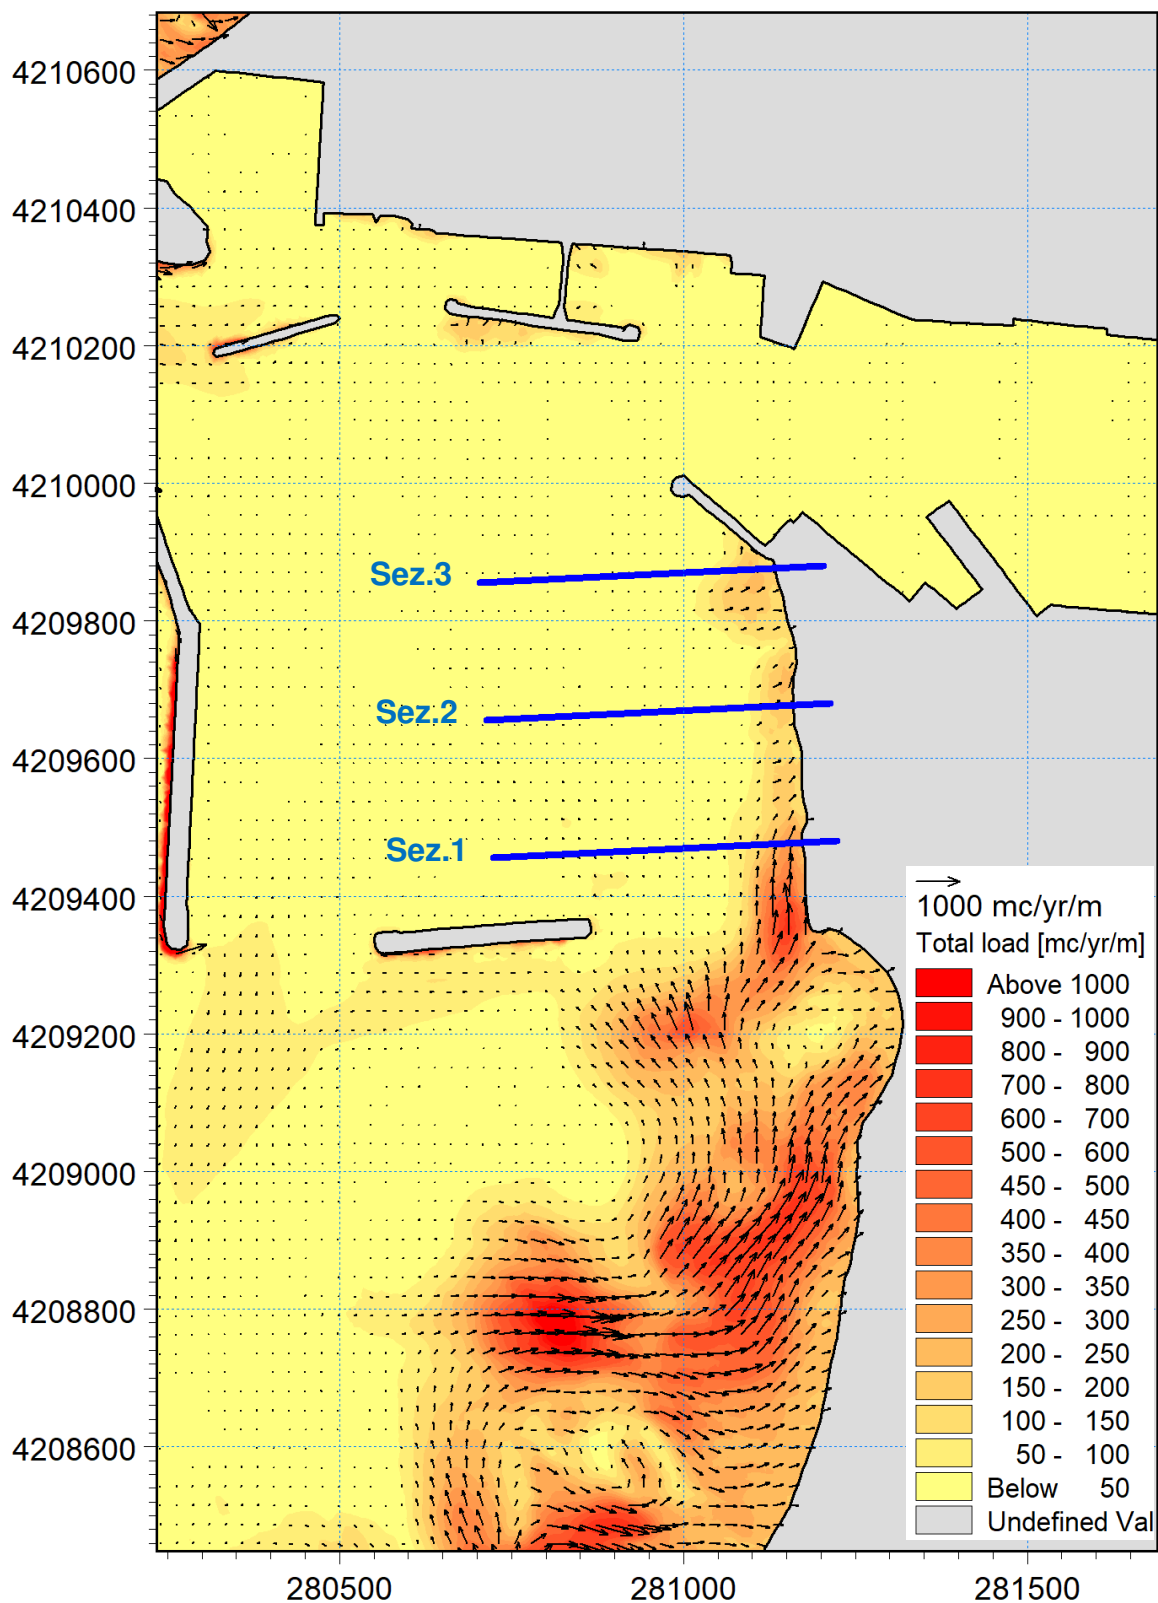 4210600
4210400
4210200
4210000
4209800
4209600
4209400
4209200
4209000
4208800
4208600
Sez.3
Sez.2
Sez.1
1000 mc/yr/m
Total load [mc/yr/m]
Above 1000
900 - 1000
800 - 900
700 - 800
600 - 700
500 - 600
450 - 500
400 - 450
350 - 400
300 - 350
250 - 300
200 - 250
150 - 200
100 - 150
50 - 100
Below 50
Undefined Val
280500
281000
281500